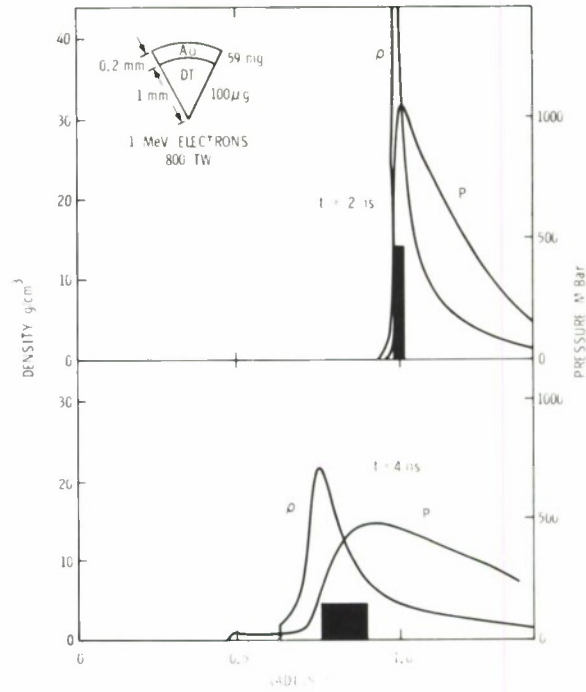 40
30
20
10
0
30
20
10
0
DENSITY g/cm³
0.2 mm
Au
59 mg
DT
1 mm
100μg
1 MeV ELECTRONS
800 TW
ρ
t = 2 ns
P
1000
500
0
PRESSURE M Bar
t = 4 ns
ρ
P
1000
500
0
0
0.5
1.0